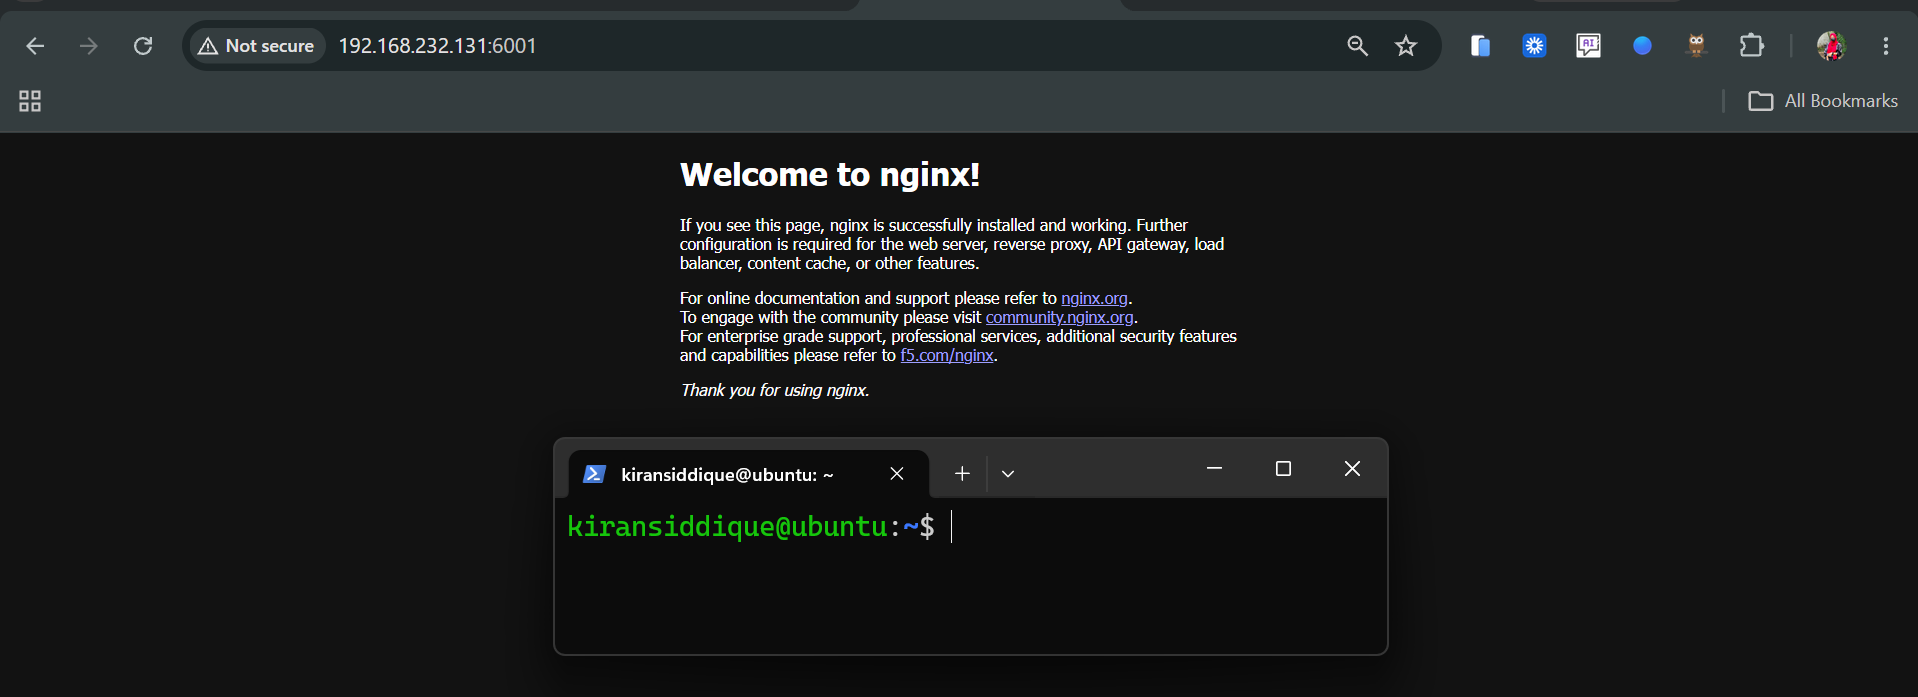 Not secure 192.168.232.131:6001
AI
All Bookmarks
Welcome to nginx!
If you see this page, nginx is successfully installed and working. Further
configuration is required for the web server, reverse proxy, API gateway, load
balancer, content cache, or other features.
For online documentation and support please refer to nginx.org.
To engage with the community please visit community.nginx.org.
For enterprise grade support, professional services, additional security features
and capabilities please refer to f5.com/nginx.
Thank you for using nginx.
kiransiddique@ubuntu: ~
kiransiddique@ubuntu:~$